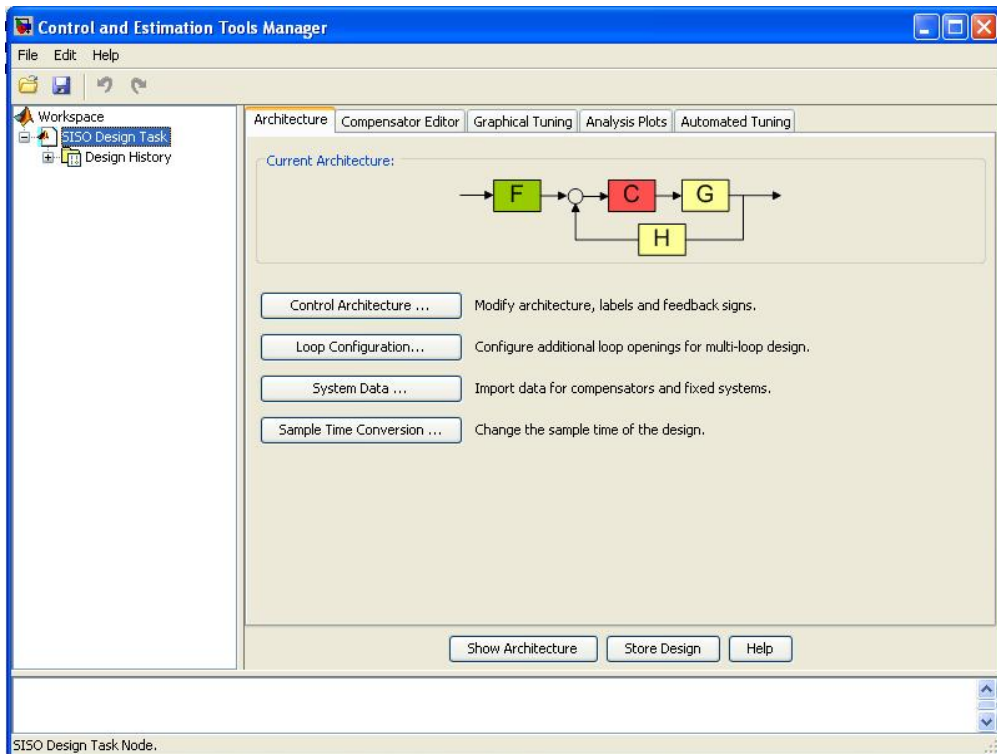 Control and Estimation Tools Manager
File Edit Help
Workspace
SISO Design Task
Design History
Architecture Compensator Editor Graphical Tuning Analysis Plots Automated Tuning
Current Architecture:
F C G
H
Control Architecture ... Modify architecture, labels and feedback signs.
Loop Configuration... Configure additional loop openings for multi-loop design.
System Data ... Import data for compensators and fixed systems.
Sample Time Conversion ... Change the sample time of the design.
Show Architecture Store Design Help
SISO Design Task Node.